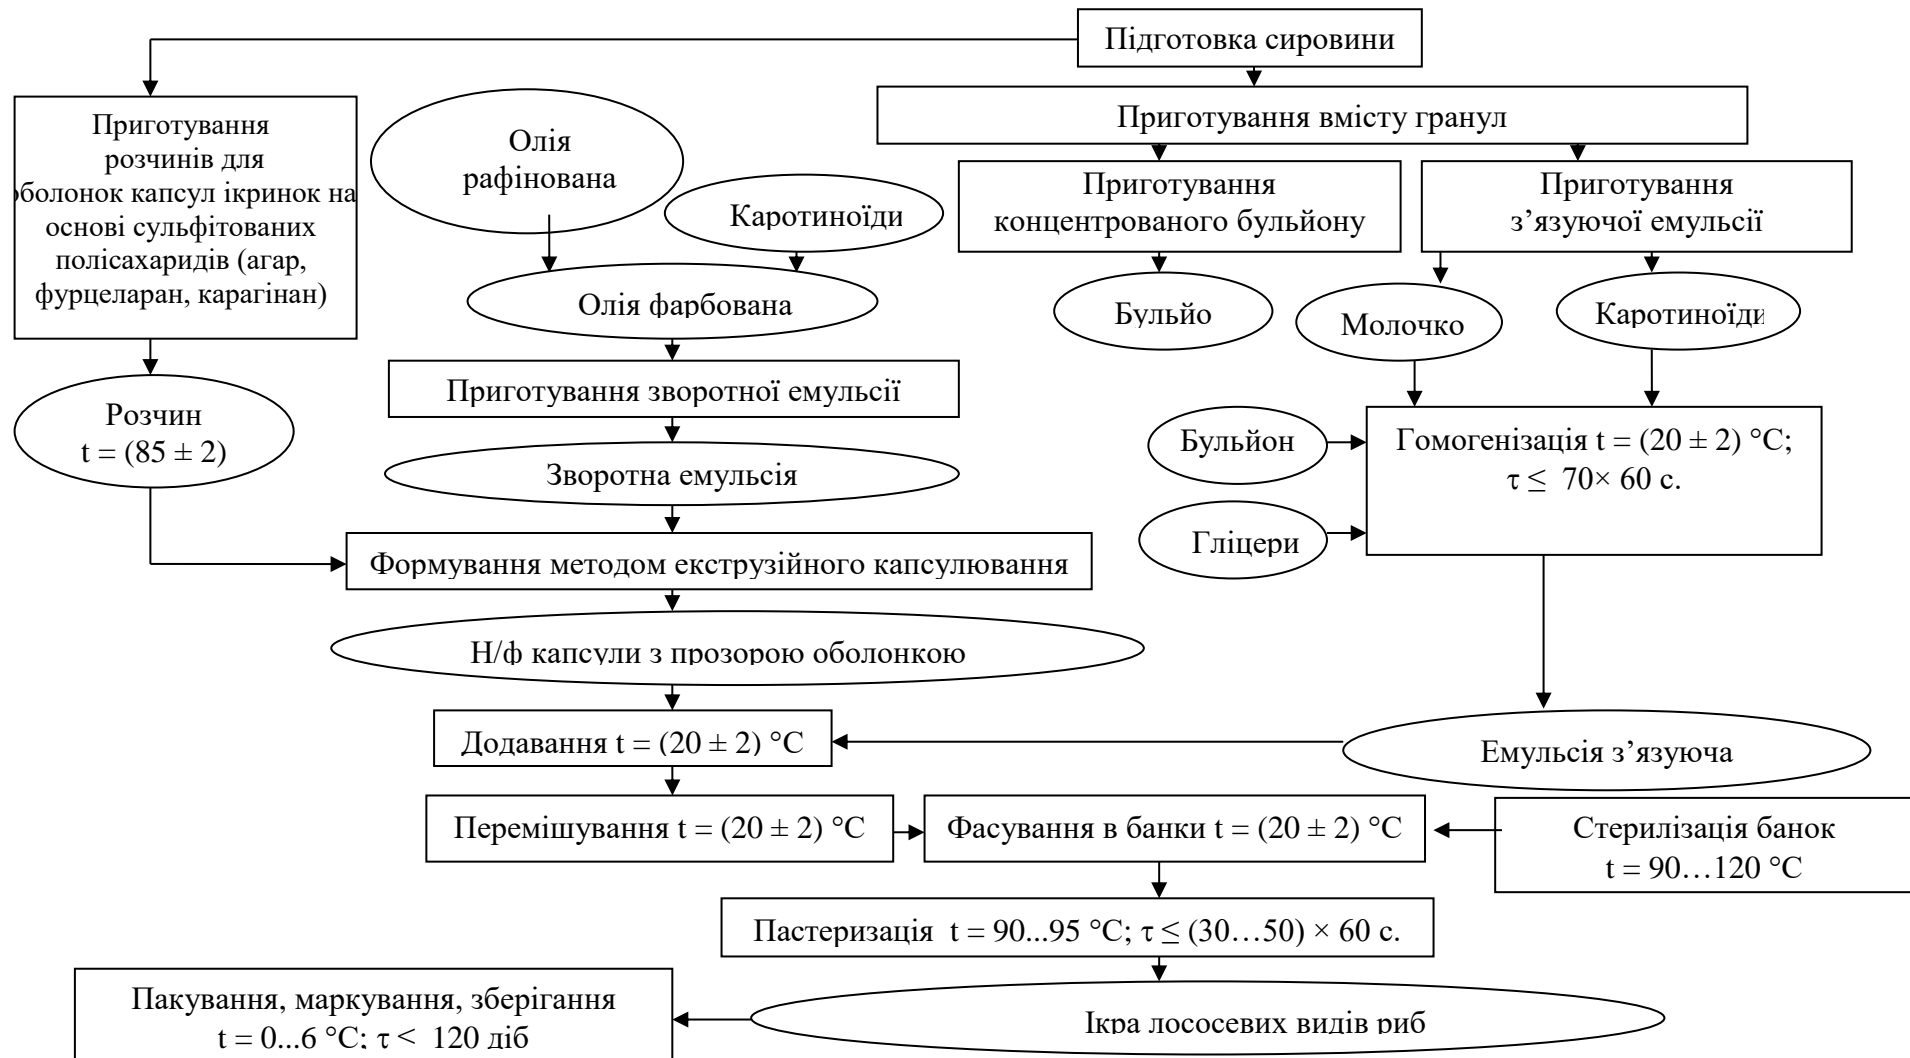 Підготовка сировини
Приготування
розчинів для
оболонок капсул ікринок на
основі сульфітованих
полісахаридів (агар,
фурцеларан, карагінан)
Олія
рафінована
Каротиноїди
Приготування вмісту гранул
Приготування
концентрованого бульйону
Приготування
з’язуючої емульсії
Олія фарбована
Бульйо
Молочко
Каротиноїди
Приготування зворотної емульсії
Розчин
t = (85 ± 2)
Зворотна емульсія
Бульйон
Гомогенізація t = (20 ± 2) °C;
τ ≤ 70× 60 с.
Гліцери
Формування методом екструзійного капсулювання
Н/ф капсули з прозорою оболонкою
Додавання t = (20 ± 2) °C
Емульсія з’язуюча
Перемішування t = (20 ± 2) °C
Фасування в банки t = (20 ± 2) °C
Стерилізація банок
t = 90…120 °C
Пастеризація t = 90...95 °C; τ ≤ (30…50) × 60 с.
Пакування, маркування, зберігання
t = 0...6 °C; τ < 120 діб
Ікра лососевих видів риб